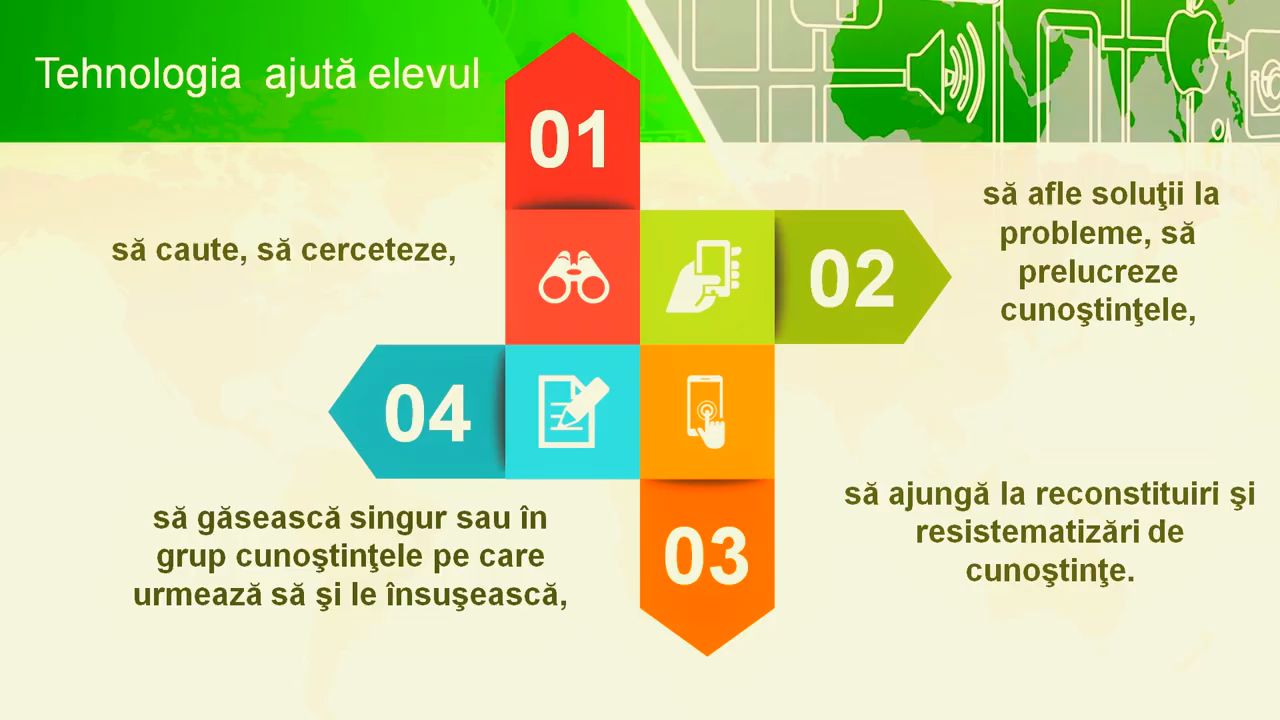 Tehnologia  ajută elevul
01
să caute, să cerceteze,
02
să afle soluţii la
probleme, să
prelucreze
cunoştinţele,
03
să ajungă la reconstituiri şi
resistematizări de
cunoştinţe.
04
să găsească singur sau în
grup cunoştinţele pe care
urmează să şi le însuşească,